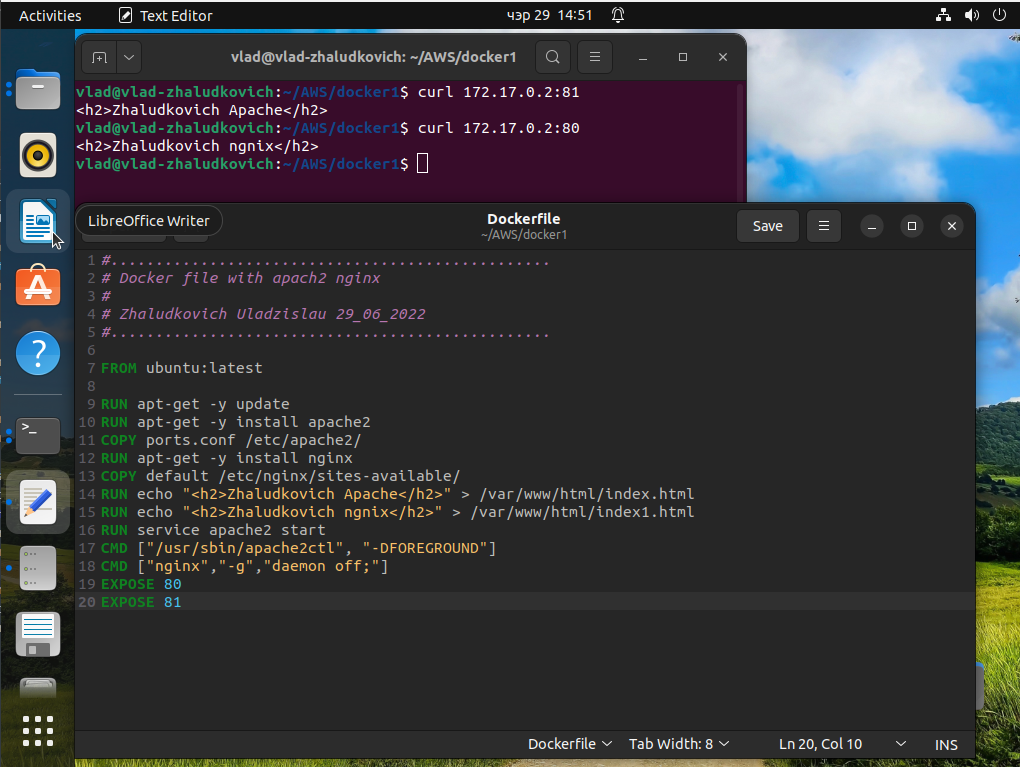 Activities
Text Editor
чэр 29 14:51
vlad@vlad-zhaludkovich: ~/AWS/docker1
vlad@vlad-zhaludkovich:~/AWS/docker1$ curl 172.17.0.2:81
<h2>Zhaludkovich Apache</h2>
vlad@vlad-zhaludkovich:~/AWS/docker1$ curl 172.17.0.2:80
<h2>Zhaludkovich ngnix</h2>
vlad@vlad-zhaludkovich:~/AWS/docker1$
LibreOffice Writer
Dockerfile
~/AWS/docker1
Save
1 #.................................................
2 # Docker file with apach2 nginx
3 #
4 # Zhaludkovich Uladzislau 29_06_2022
5 #.................................................
6
7 FROM ubuntu:latest
8
9 RUN apt-get -y update
10 RUN apt-get -y install apache2
11 COPY ports.conf /etc/apache2/
12 RUN apt-get -y install nginx
13 COPY default /etc/nginx/sites-available/
14 RUN echo "<h2>Zhaludkovich Apache</h2>" > /var/www/html/index.html
15 RUN echo "<h2>Zhaludkovich ngnix</h2>" > /var/www/html/index1.html
16 RUN service apache2 start
17 CMD ["/usr/sbin/apache2ctl", "-DFOREGROUND"]
18 CMD ["nginx","-g","daemon off;"]
19 EXPOSE 80
20 EXPOSE 81
Dockerfile
Tab Width: 8
Ln 20, Col 10
INS